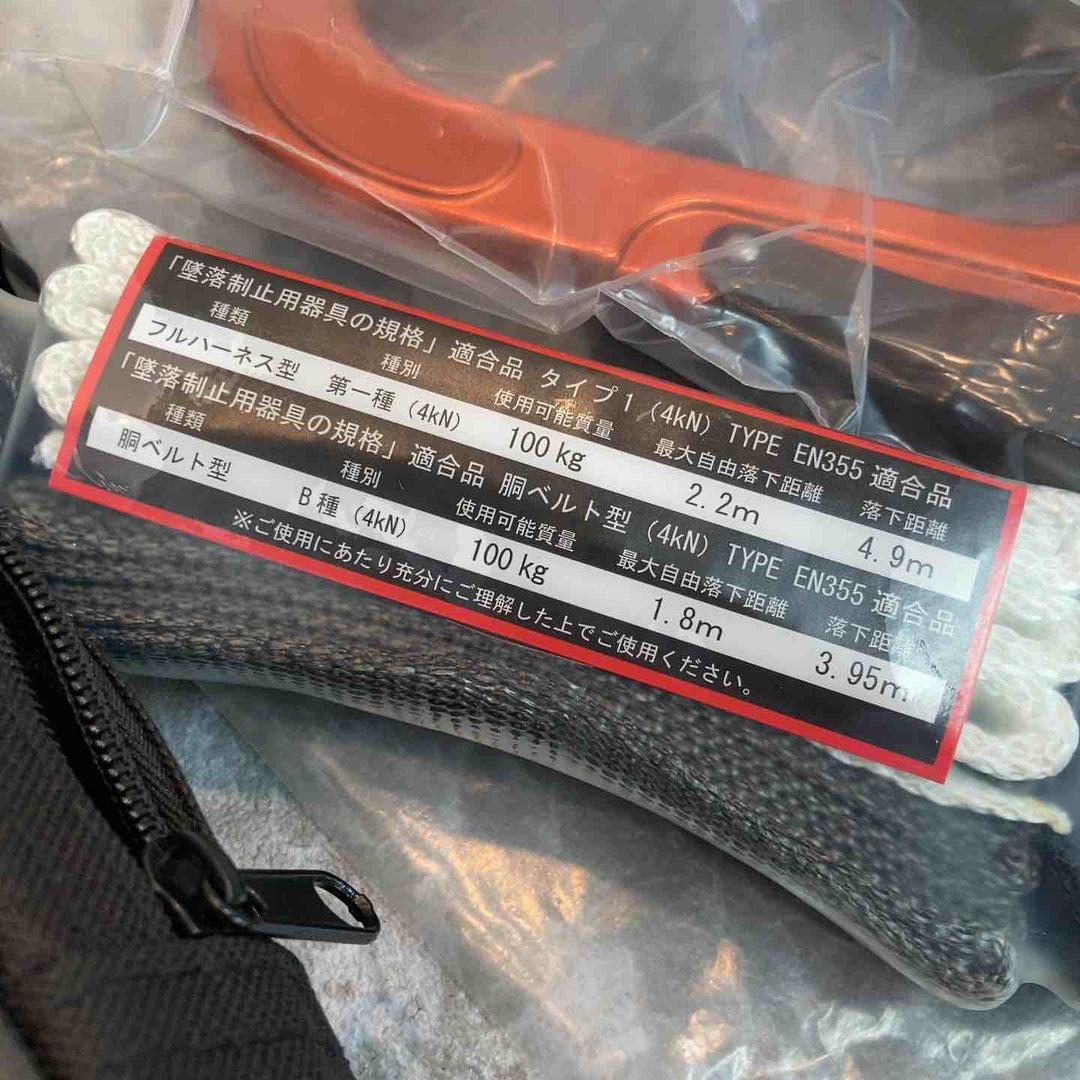 「墜落制止用器具の規格」適合品 タイプ1 (4kN) TYPE EN355 適合品
種類 種別 使用可能質量 最大自由落下距離 落下距離
フルハーネス型 第一種 (4kN) 100kg 2.2m 4.9m
「墜落制止用器具の規格」適合品 胴ベルト型 (4kN) TYPE EN355 適合品
種類 種別 使用可能質量 最大自由落下距離 落下距離
胴ベルト型 B種 (4kN) 100kg 1.8m 3.95m
※ご使用にあたり充分にご理解した上でご使用ください。